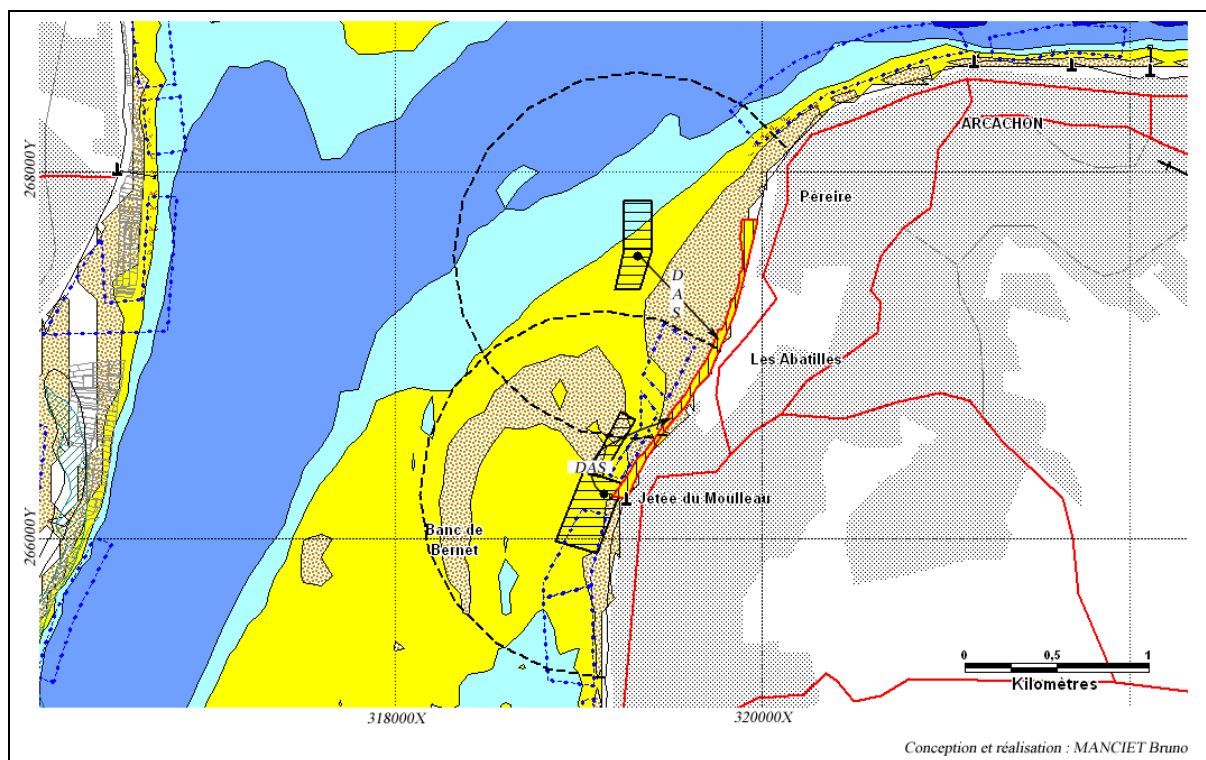 ARCACHON
268000Y
Péreire
D
A
S
Les Abatilles
DAS
Jetée du Moulleau
Banc de
Bernet
266000Y
0 0,5 1
Kilomètres
318000X
320000X
Conception et réalisation : MANCIET Bruno